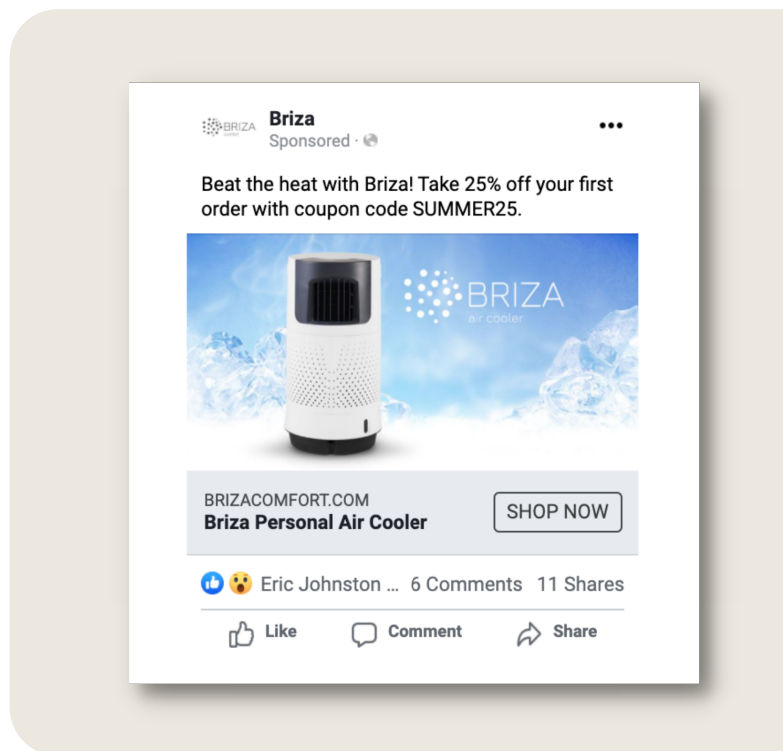 BRIZA
Briza
Sponsored ·
Beat the heat with Briza! Take 25% off your first
order with coupon code SUMMER25.
BRIZA
air cooler
BRIZACOMFORT.COM
Briza Personal Air Cooler
SHOP NOW
Eric Johnston ... 6 Comments 11 Shares
Like Comment Share